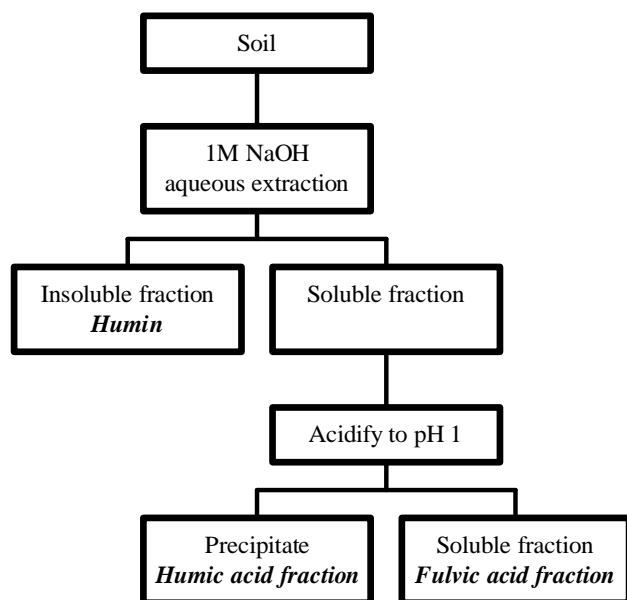 Soil
1M NaOH
aqueous extraction
Insoluble fraction
Humin
Soluble fraction
Acidify to pH 1
Precipitate
Humic acid fraction
Soluble fraction
Fulvic acid fraction